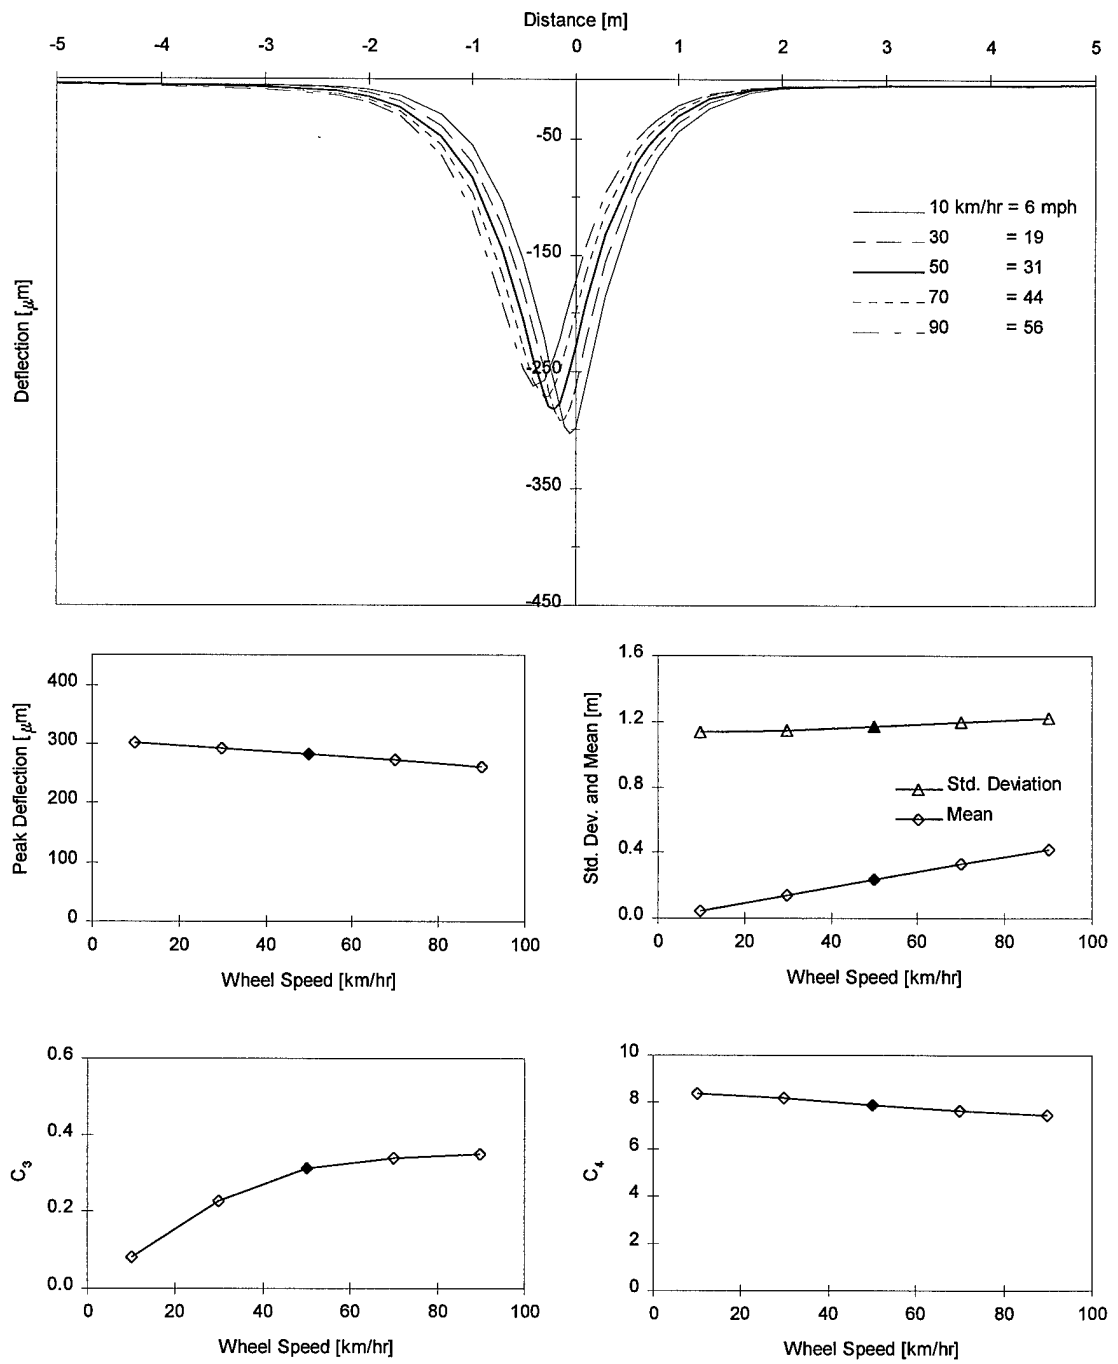 Distance [m]
-5 -4 -3 -2 -1 0 1 2 3 4 5
-50
-150
-250
-350
-450
Deflection [μm]
10 km/hr = 6 mph
30 = 19
50 = 31
70 = 44
90 = 56
400
300
200
100
0
0 20 40 60 80 100
Peak Deflection [μm]
Wheel Speed [km/hr]
1.6
1.2
0.8
0.4
0.0
0 20 40 60 80 100
Std. Dev. and Mean [m]
Std. Deviation
Mean
Wheel Speed [km/hr]
0.6
0.4
0.2
0.0
0 20 40 60 80 100
C₃
Wheel Speed [km/hr]
10
8
6
4
2
0
0 20 40 60 80 100
C₄
Wheel Speed [km/hr]